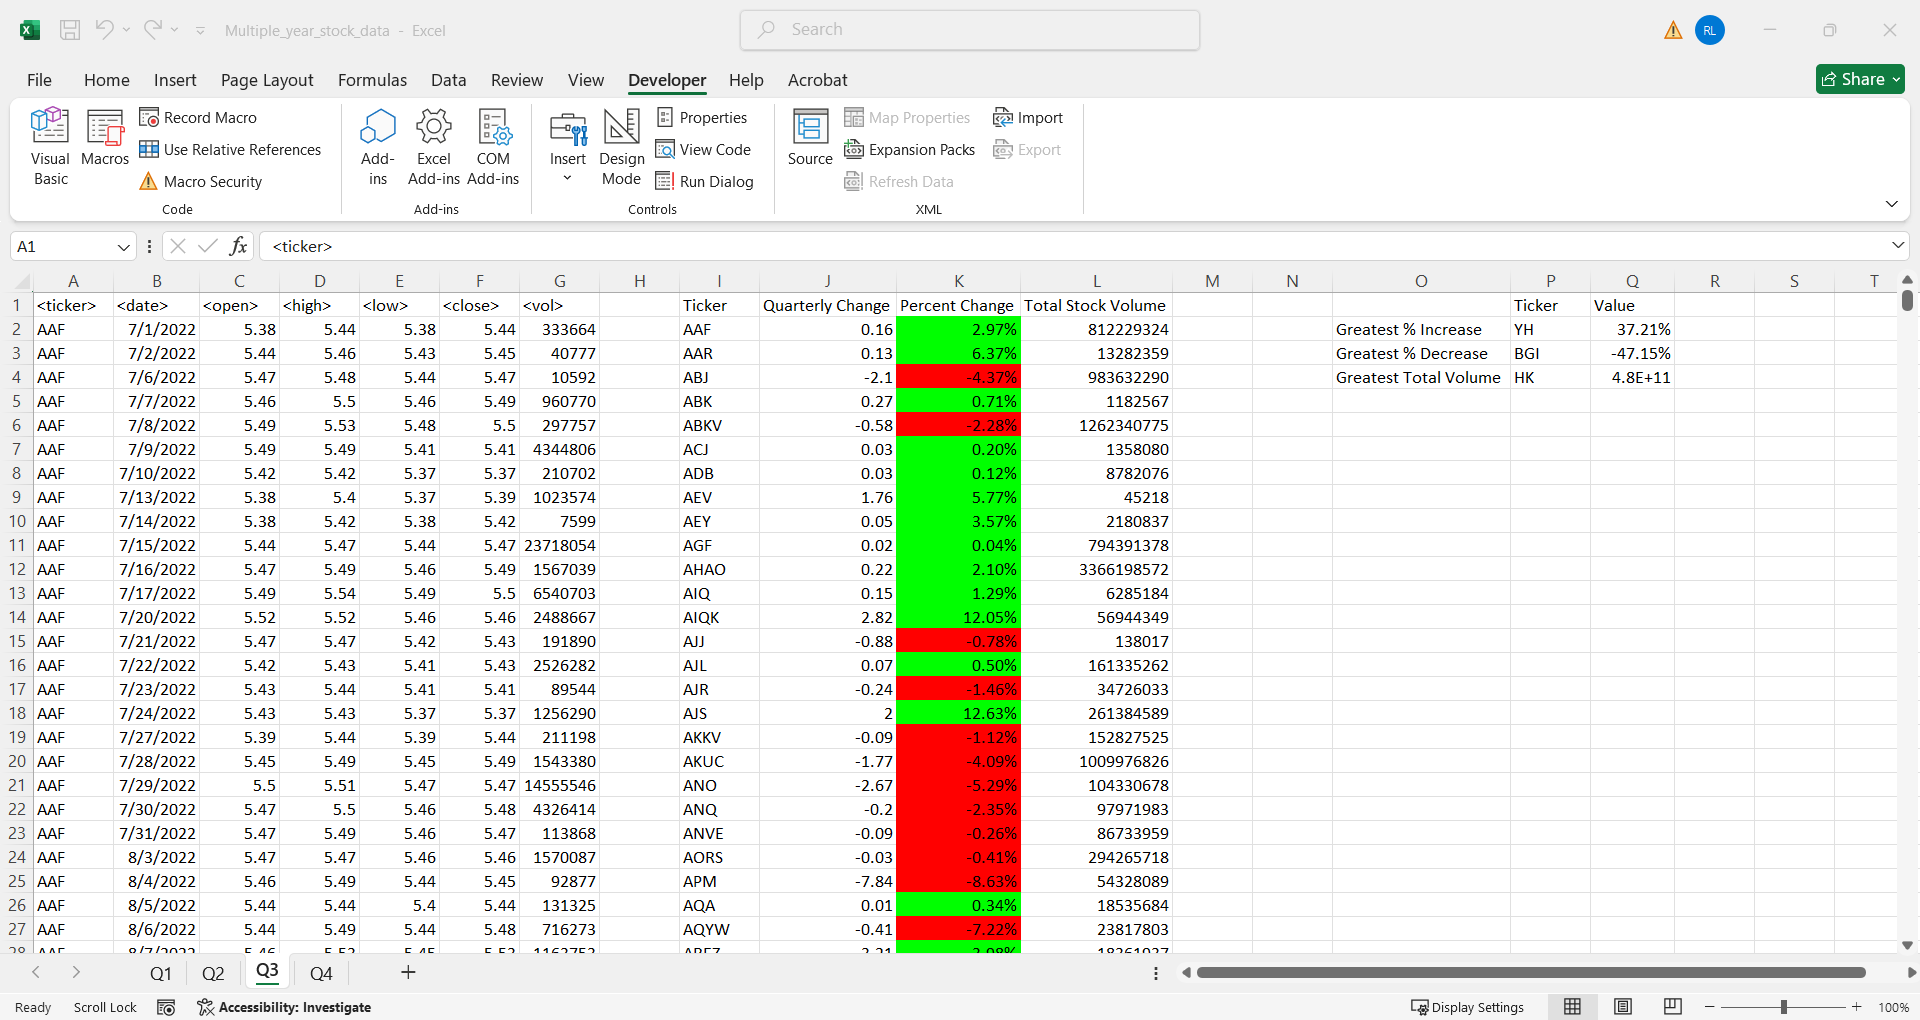 Multiple_year_stock_data - Excel
Search
RL
File Home Insert Page Layout Formulas Data Review View Developer Help Acrobat
Share
Visual Basic
Macros
Record Macro
Use Relative References
Macro Security
Code
Add-ins
Excel Add-ins
COM Add-ins
Add-ins
Insert
Design Mode
Properties
View Code
Run Dialog
Controls
Source
Map Properties
Expansion Packs
Refresh Data
Import
Export
XML
A1 fx <ticker>
A B C D E F G H I J K L M N O P Q R S T
1 <ticker> <date> <open> <high> <low> <close> <vol> Ticker Quarterly Change Percent Change Total Stock Volume Ticker Value
2 AAF 7/1/2022 5.38 5.44 5.38 5.44 333664 AAF 0.16 2.97% 812229324 Greatest % Increase YH 37.21%
3 AAF 7/2/2022 5.44 5.46 5.43 5.45 40777 AAR 0.13 6.37% 13282359 Greatest % Decrease BGI -47.15%
4 AAF 7/6/2022 5.47 5.48 5.44 5.47 10592 ABJ -2.1 -4.37% 983632290 Greatest Total Volume HK 4.8E+11
5 AAF 7/7/2022 5.46 5.5 5.46 5.49 960770 ABK 0.27 0.71% 1182567
6 AAF 7/8/2022 5.49 5.53 5.48 5.5 297757 ABKV -0.58 -2.28% 1262340775
7 AAF 7/9/2022 5.49 5.49 5.41 5.41 4344806 ACJ 0.03 0.20% 1358080
8 AAF 7/10/2022 5.42 5.42 5.37 5.37 210702 ADB 0.03 0.12% 8782076
9 AAF 7/13/2022 5.38 5.4 5.37 5.39 1023574 AEV 1.76 5.77% 45218
10 AAF 7/14/2022 5.38 5.42 5.38 5.42 7599 AEY 0.05 3.57% 2180837
11 AAF 7/15/2022 5.44 5.47 5.44 5.47 23718054 AGF 0.02 0.04% 794391378
12 AAF 7/16/2022 5.47 5.49 5.46 5.49 1567039 AHAO 0.22 2.10% 3366198572
13 AAF 7/17/2022 5.49 5.54 5.49 5.5 6540703 AIQ 0.15 1.29% 6285184
14 AAF 7/20/2022 5.52 5.52 5.46 5.46 2488667 AIQK 2.82 12.05% 56944349
15 AAF 7/21/2022 5.47 5.47 5.42 5.43 191890 AJJ -0.88 -0.78% 138017
16 AAF 7/22/2022 5.42 5.43 5.41 5.43 2526282 AJL 0.07 0.50% 161335262
17 AAF 7/23/2022 5.43 5.44 5.41 5.41 89544 AJR -0.24 -1.46% 34726033
18 AAF 7/24/2022 5.43 5.43 5.37 5.37 1256290 AJS 2 12.63% 261384589
19 AAF 7/27/2022 5.39 5.44 5.39 5.44 211198 AKKV -0.09 -1.12% 152827525
20 AAF 7/28/2022 5.45 5.49 5.45 5.49 1543380 AKUC -1.77 -4.09% 1009976826
21 AAF 7/29/2022 5.5 5.51 5.47 5.47 14555546 ANO -2.67 -5.29% 104330678
22 AAF 7/30/2022 5.47 5.5 5.46 5.48 4326414 ANQ -0.2 -2.35% 97971983
23 AAF 7/31/2022 5.47 5.49 5.46 5.47 113868 ANVE -0.09 -0.26% 86733959
24 AAF 8/3/2022 5.47 5.47 5.46 5.46 1570087 AORS -0.03 -0.41% 294265718
25 AAF 8/4/2022 5.46 5.49 5.44 5.45 92877 APM -7.84 -8.63% 54328089
26 AAF 8/5/2022 5.44 5.44 5.4 5.44 131325 AQA 0.01 0.34% 18535684
27 AAF 8/6/2022 5.44 5.49 5.44 5.48 716273 AQYW -0.41 -7.22% 23817803
28 AAF 8/7/2022
Q1 Q2 Q3 Q4
Ready Scroll Lock Accessibility: Investigate Display Settings 100%